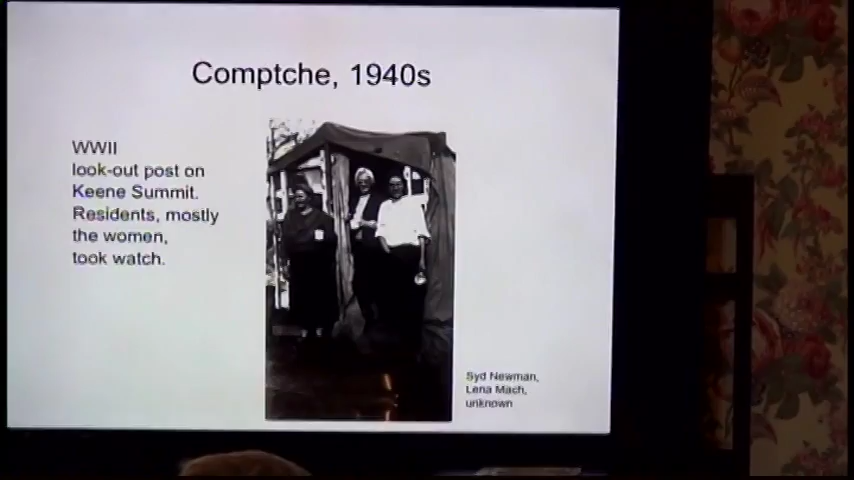 Comptche, 1940s
WWII
look-out post on
Keene Summit.
Residents, mostly
the women,
took watch.
Syd Newman,
Lena Mach,
unknown